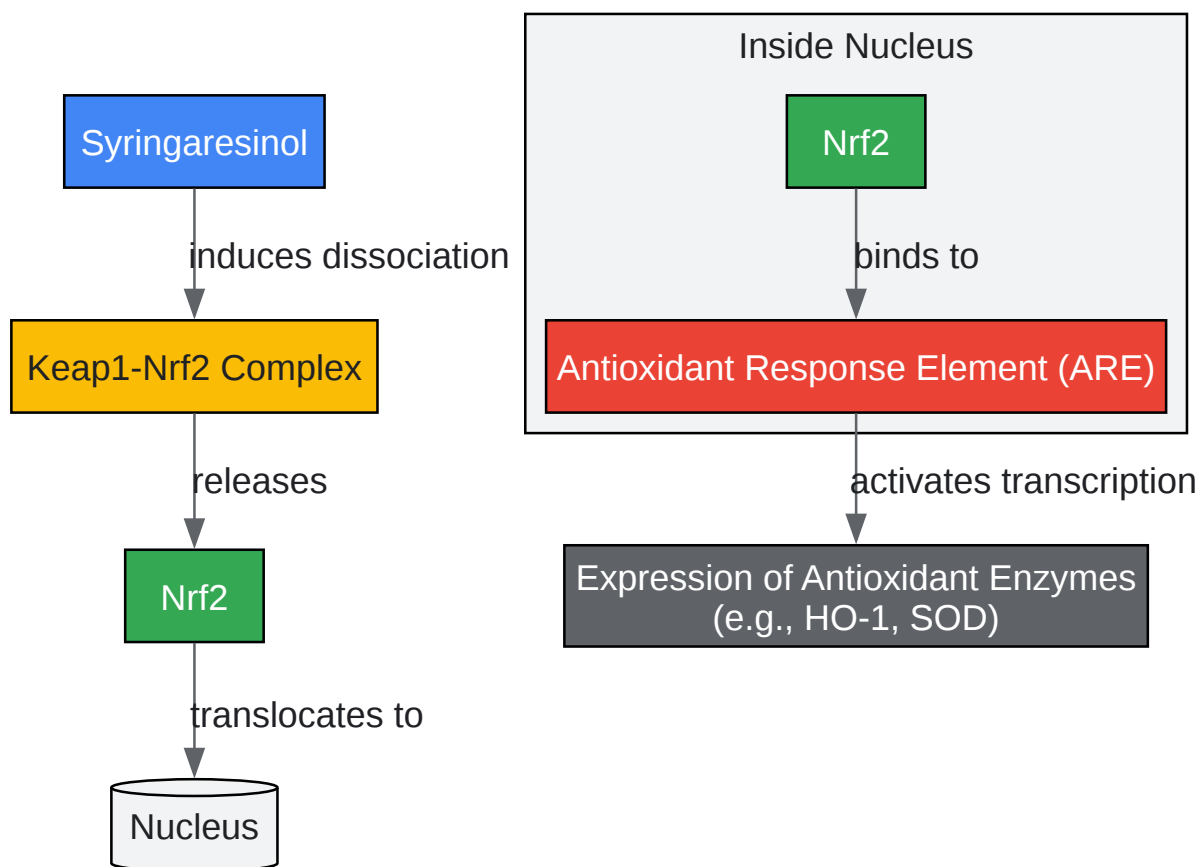 Syringaresinol
induces dissociation
Keap1-Nrf2 Complex
releases
Nrf2
translocates to
Nucleus
Inside Nucleus
Nrf2
binds to
Antioxidant Response Element (ARE)
activates transcription
Expression of Antioxidant Enzymes
(e.g., HO-1, SOD)